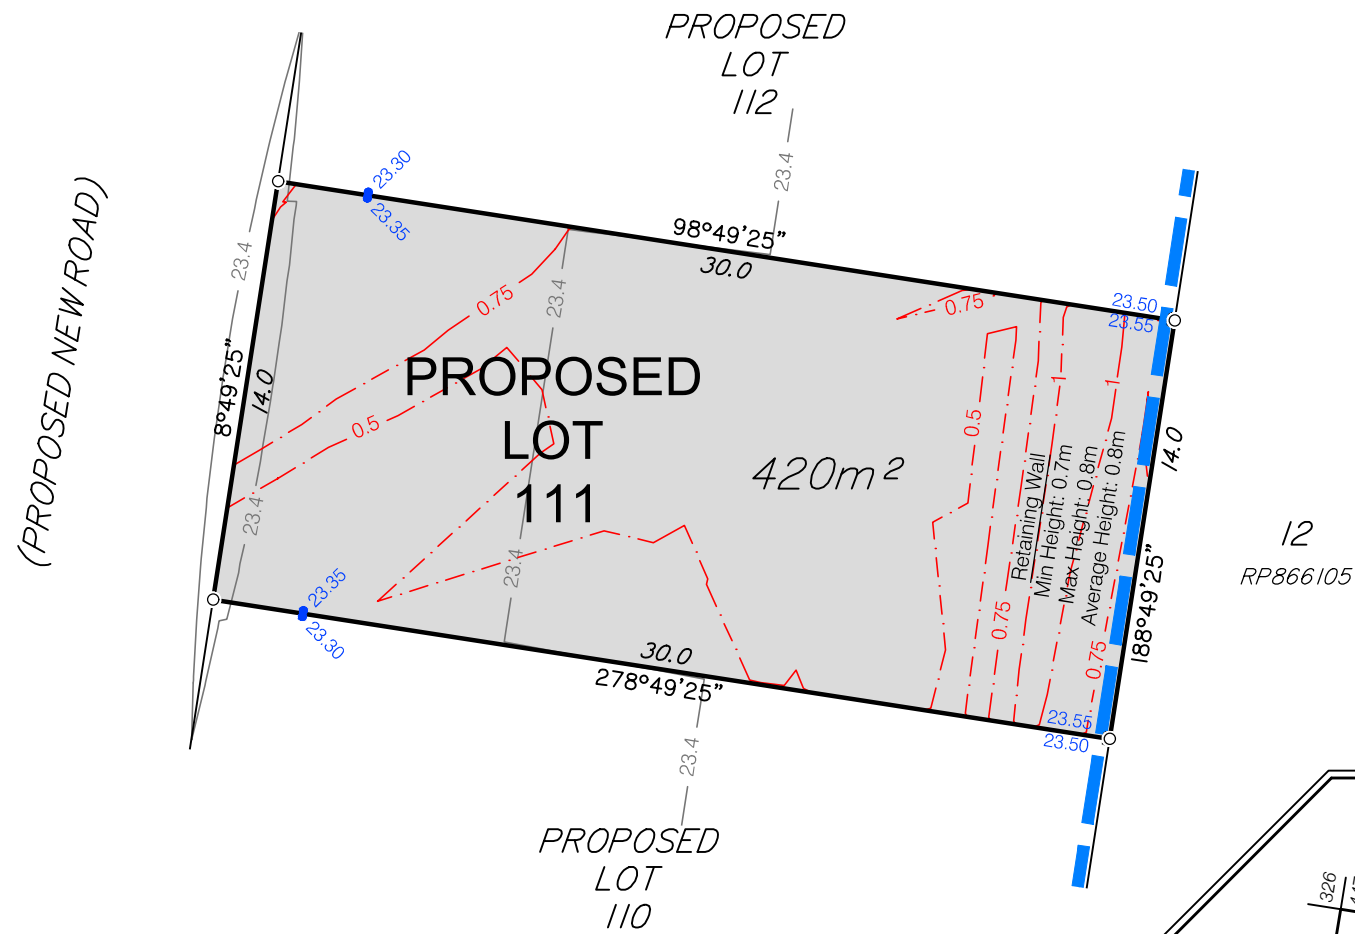 PROPOSED
LOT
112
23.4
23.30
23.35
(PROPOSED NEW ROAD)
23.4
98°49'25"
30.0
23.50
23.55
0.75
23.4
0.75
1
1
8°49'25"
14.0
0.5
0.5
PROPOSED
LOT
111
420m²
14.0
Retaining Wall
Min Height: 0.7m
Max Height: 0.8m
Average Height: 0.8m
23.4
23.4
12
RP866105
188°49'25"
23.35
23.30
0.75
0.75
30.0
278°49'25"
23.55
23.50
23.4
PROPOSED
LOT
110
326